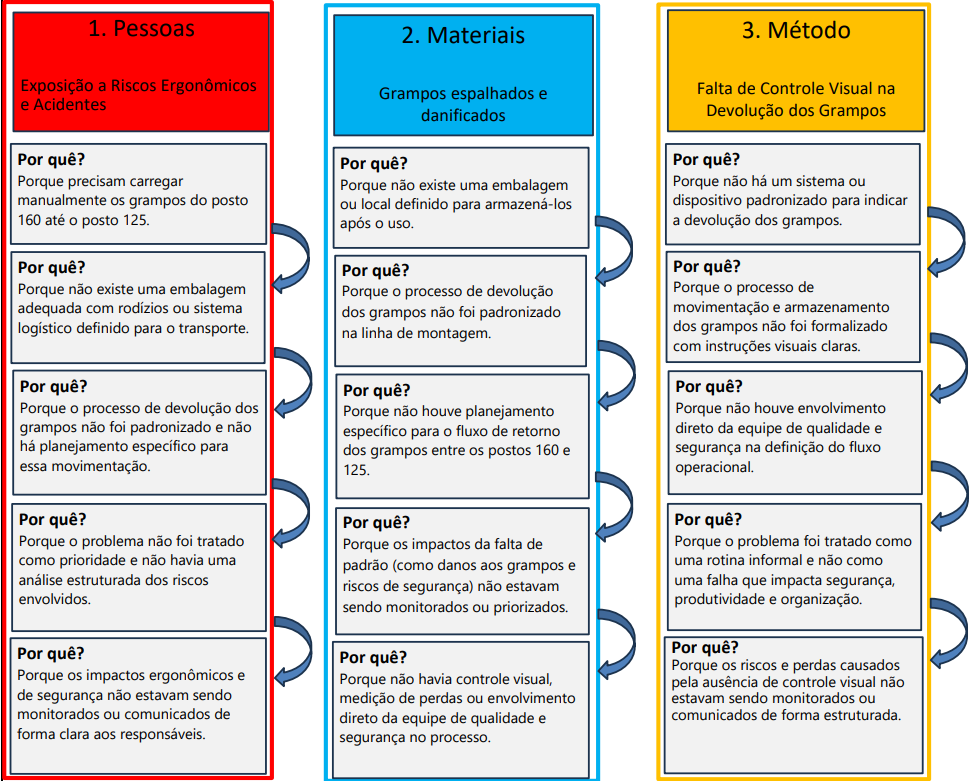 1. Pessoas
Exposição a Riscos Ergonômicos
e Acidentes
Por quê?
Porque precisam carregar
manualmente os grampos do posto
160 até o posto 125.
Por quê?
Porque não existe uma embalagem
adequada com rodízios ou sistema
logístico definido para o transporte.
Por quê?
Porque o processo de devolução dos
grampos não foi padronizado e não
há planejamento específico para
essa movimentação.
Por quê?
Porque o problema não foi tratado
como prioridade e não havia uma
análise estruturada dos riscos
envolvidos.
Por quê?
Porque os impactos ergonômicos e
de segurança não estavam sendo
monitorados ou comunicados de
forma clara aos responsáveis.
2. Materiais
Grampos espalhados e
danificados
Por quê?
Porque não existe uma embalagem
ou local definido para armazená-los
após o uso.
Por quê?
Porque o processo de devolução
dos grampos não foi padronizado
na linha de montagem.
Por quê?
Porque não houve planejamento
específico para o fluxo de retorno
dos grampos entre os postos 160 e
125.
Por quê?
Porque os impactos da falta de
padrão (como danos aos grampos e
riscos de segurança) não estavam
sendo monitorados ou priorizados.
Por quê?
Porque não havia controle visual,
medição de perdas ou envolvimento
direto da equipe de qualidade e
segurança no processo.
3. Método
Falta de Controle Visual na
Devolução dos Grampos
Por quê?
Porque não há um sistema ou
dispositivo padronizado para indicar
a devolução dos grampos.
Por quê?
Porque o processo de
movimentação e armazenamento
dos grampos não foi formalizado
com instruções visuais claras.
Por quê?
Porque não houve envolvimento
direto da equipe de qualidade e
segurança na definição do fluxo
operacional.
Por quê?
Porque o problema foi tratado como
uma rotina informal e não como
uma falha que impacta segurança,
produtividade e organização.
Por quê?
Porque os riscos e perdas causados
pela ausência de controle visual não
estavam sendo monitorados ou
comunicados de forma estruturada.